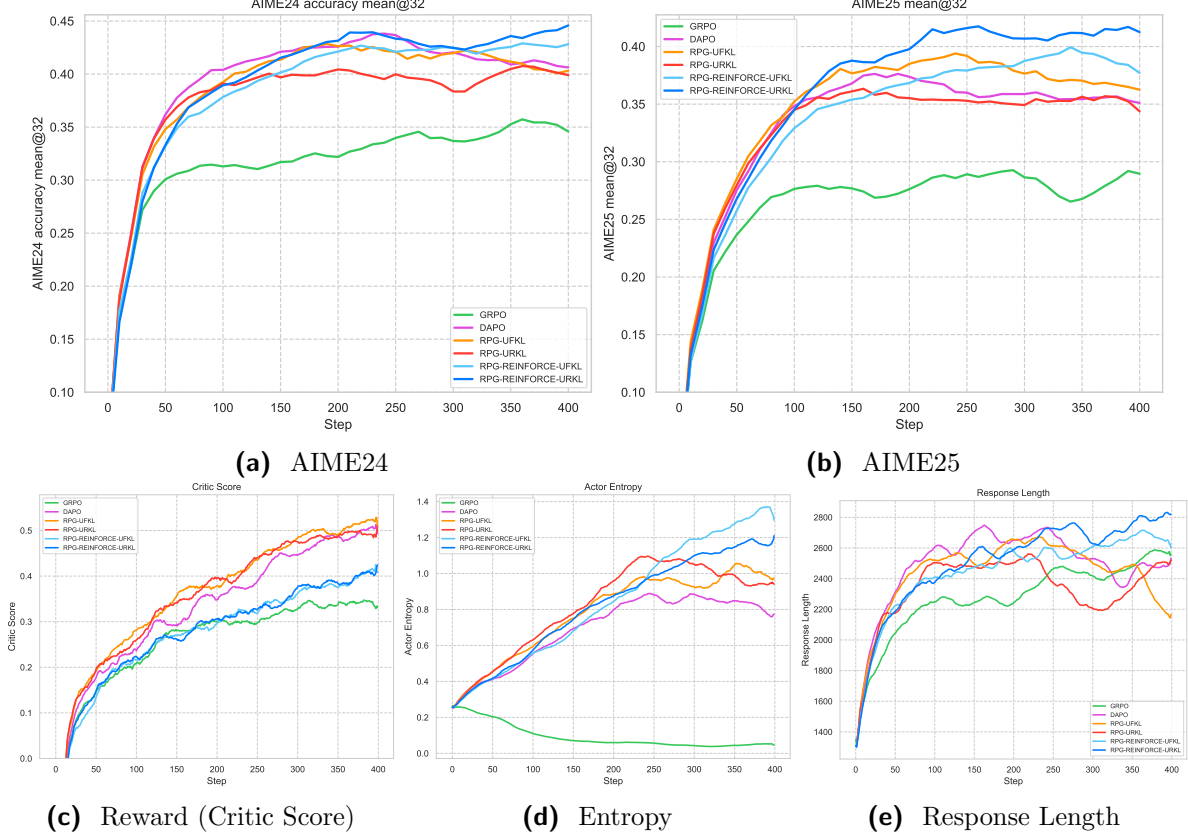 AIME24 accuracy mean@32
0.45
0.40
0.35
0.30
0.25
0.20
0.15
0.10
AIME24 accuracy mean@32
GRPO
DAPO
RPG-UFKL
RPG-URKL
RPG-REINFORCE-UFKL
RPG-REINFORCE-URKL
0 50 100 150 200 250 300 350 400
Step
(a) AIME24
AIME25 mean@32
GRPO
DAPO
RPG-UFKL
RPG-URKL
RPG-REINFORCE-UFKL
RPG-REINFORCE-URKL
0.40
0.35
0.30
0.25
0.20
0.15
0.10
AIME25 mean@32
0 50 100 150 200 250 300 350 400
Step
(b) AIME25
Critic Score
GRPO
DAPO
RPG-UFKL
RPG-URKL
RPG-REINFORCE-UFKL
RPG-REINFORCE-URKL
0.5
0.4
0.3
0.2
0.1
0.0
Critic Score
0 50 100 150 200 250 300 350 400
Step
(c) Reward (Critic Score)
Actor Entropy
GRPO
DAPO
RPG-UFKL
RPG-URKL
RPG-REINFORCE-UFKL
RPG-REINFORCE-URKL
1.4
1.2
1.0
0.8
0.6
0.4
0.2
0.0
Actor Entropy
0 50 100 150 200 250 300 350 400
Step
(d) Entropy
Response Length
2800
2600
2400
2200
2000
1800
1600
1400
Response Length
GRPO
DAPO
RPG-UFKL
RPG-URKL
RPG-REINFORCE-UFKL
RPG-REINFORCE-URKL
0 50 100 150 200 250 300 350 400
Step
(e) Response Length